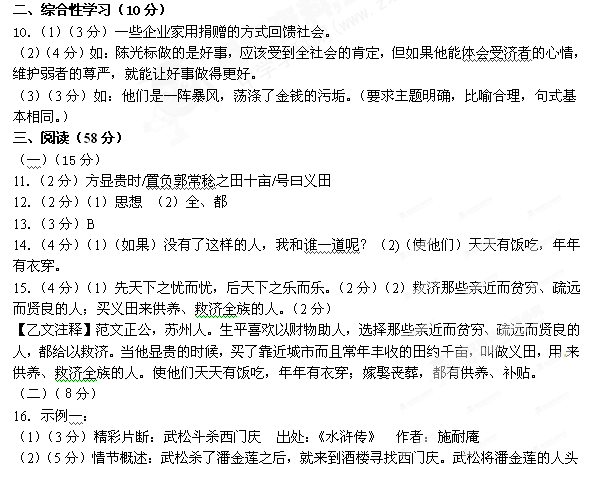 二、综合性学习（10 分）
10.（1）（3 分）一些企业家用捐赠的方式回馈社会。
（2）（4 分）如：陈光标做的是好事，应该受到全社会的肯定，但如果他能体会受济者的心情，
维护弱者的尊严，就能让好事做得更好。
（3）（3 分）如：他们是一阵暴风，荡涤了金钱的污垢。（要求主题明确，比喻合理，句式基
本相同。）
三、阅读（58 分）
（一）（15 分）
11.（2 分）方显贵时/置负郭常稔之田十亩/号曰义田
12.（2 分）（1）思想 （2）全、都
13.（3 分）B
14.（4 分）（1）（如果）没有了这样的人，我和谁一道呢？（2）（使他们）天天有饭吃，年年
有衣穿。
15.（4 分）（1）先天下之忧而忧，后天下之乐而乐。（2 分）（2）救济那些亲近而贫穷、疏远
而贤良的人；买义田来供养、救济全族的人。（2 分）
【乙文注释】范文正公，苏州人。生平喜欢以财物助人，选择那些亲近而贫穷、疏远而贤良的
人，都给以救济。当他显贵的时候，买了靠近城市而且常年丰收的田约千亩，叫做义田，用来
供养、救济全族的人。使他们天天有饭吃，年年有衣穿；嫁娶丧葬，都有供养、补贴。
（二）（8 分）
16. 示例一：
（1）（3 分）精彩片断：武松斗杀西门庆 出处：《水浒传》 作者：施耐庵
（2）（5 分）情节概述：武松杀了潘金莲之后，就来到酒楼寻找西门庆。武松将潘金莲的人头